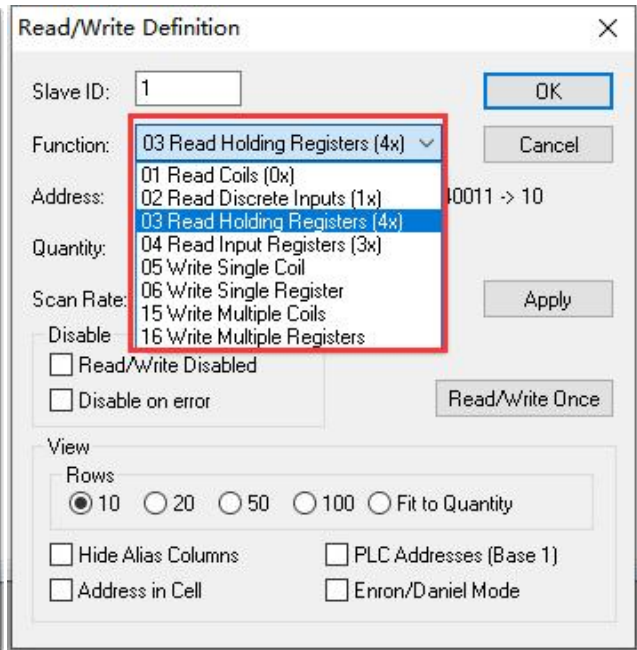 Read/Write Definition
Slave ID: 1
OK
Function: 03 Read Holding Registers (4x)
Cancel
01 Read Coils (0x)
02 Read Discrete Inputs (1x)
Address: 40011 -> 10
03 Read Holding Registers (4x)
04 Read Input Registers (3x)
Quantity:
05 Write Single Coil
06 Write Single Register
Scan Rate:
Apply
15 Write Multiple Coils
16 Write Multiple Registers
Disable
Read/Write Disabled
Disable on error
Read/Write Once
View
Rows
10 20 50 100 Fit to Quantity
Hide Alias Columns PLC Addresses (Base 1)
Address in Cell Enron/Daniel Mode